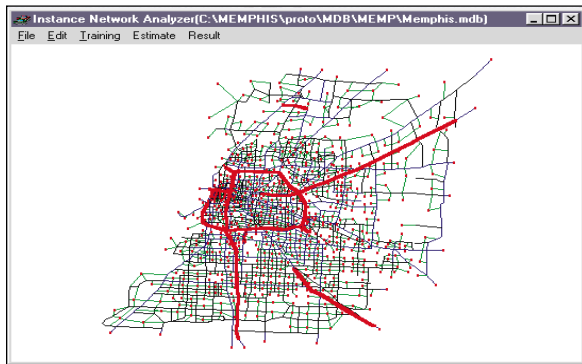 Instance Network Analyzer[C:\MEMPHIS\proto\MDB\MEMP\Memphis.mdb]
File Edit Training Estimate Result